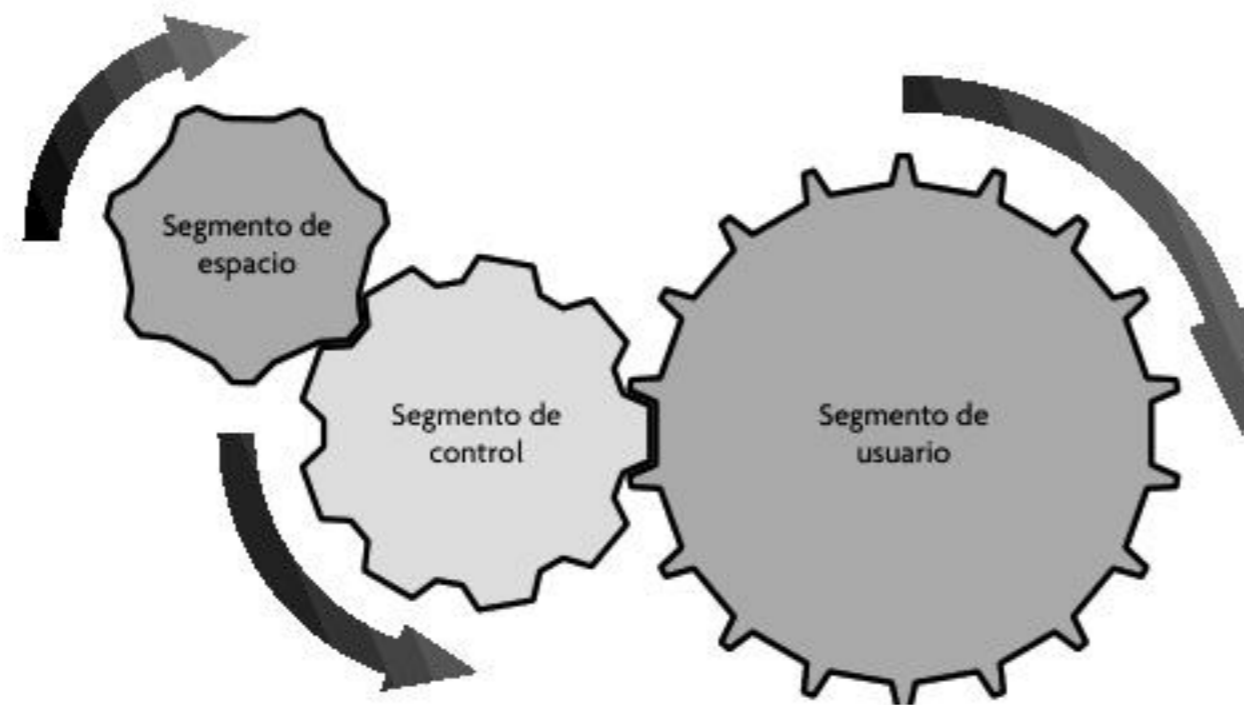 Segmento de
espacio
Segmento de
control
Segmento de
usuario